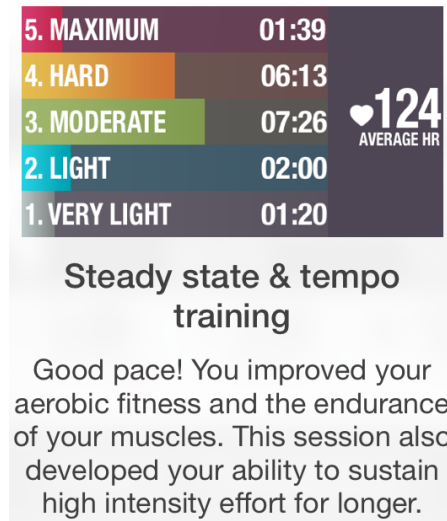 5. MAXIMUM 01:39
4. HARD 06:13
3. MODERATE 07:26
2. LIGHT 02:00
1. VERY LIGHT 01:20
124
AVERAGE HR
Steady state & tempo
training
Good pace! You improved your
aerobic fitness and the endurance
of your muscles. This session also
developed your ability to sustain
high intensity effort for longer.